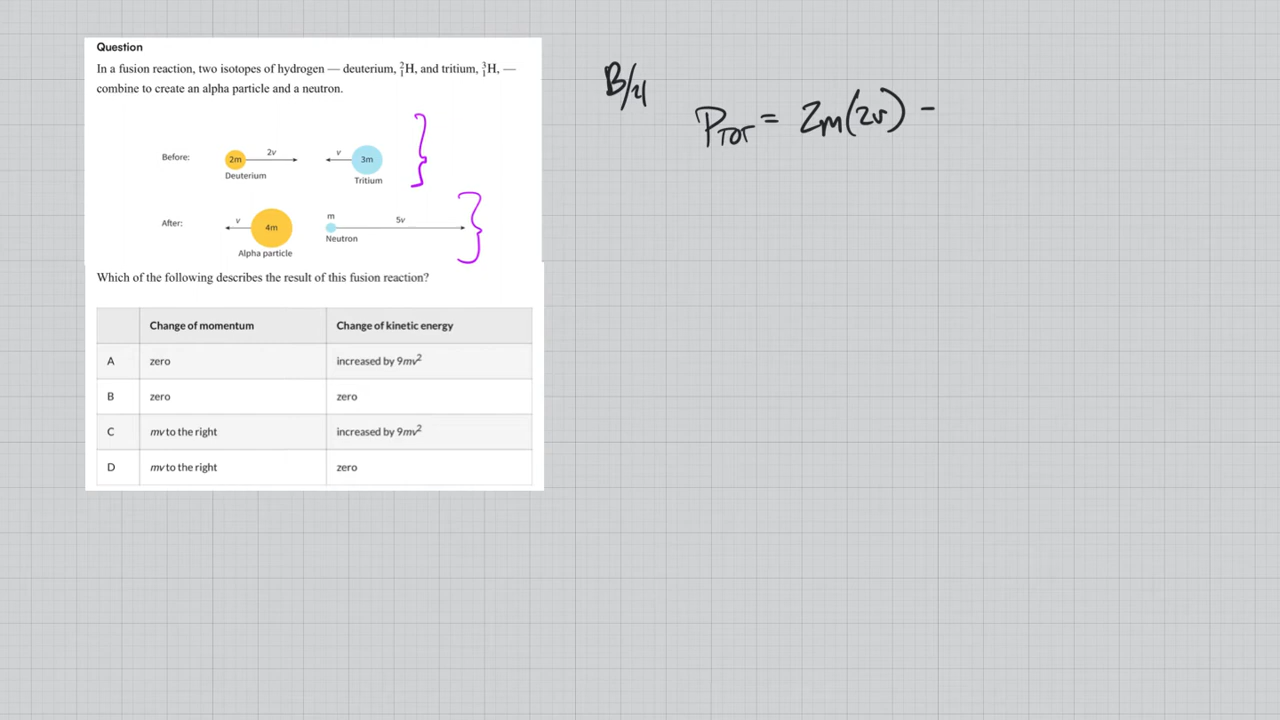 Question
In a fusion reaction, two isotopes of hydrogen — deuterium, ²₁H, and tritium, ³₁H, —
combine to create an alpha particle and a neutron.
Before:
2m
2v
v
3m
Deuterium
Tritium
After:
v
4m
m
5v
Alpha particle
Neutron
Which of the following describes the result of this fusion reaction?
Change of momentum Change of kinetic energy
A zero increased by 9mv²
B zero zero
C mv to the right increased by 9mv²
D mv to the right zero
B/4
P_TOT = 2m(2v) −